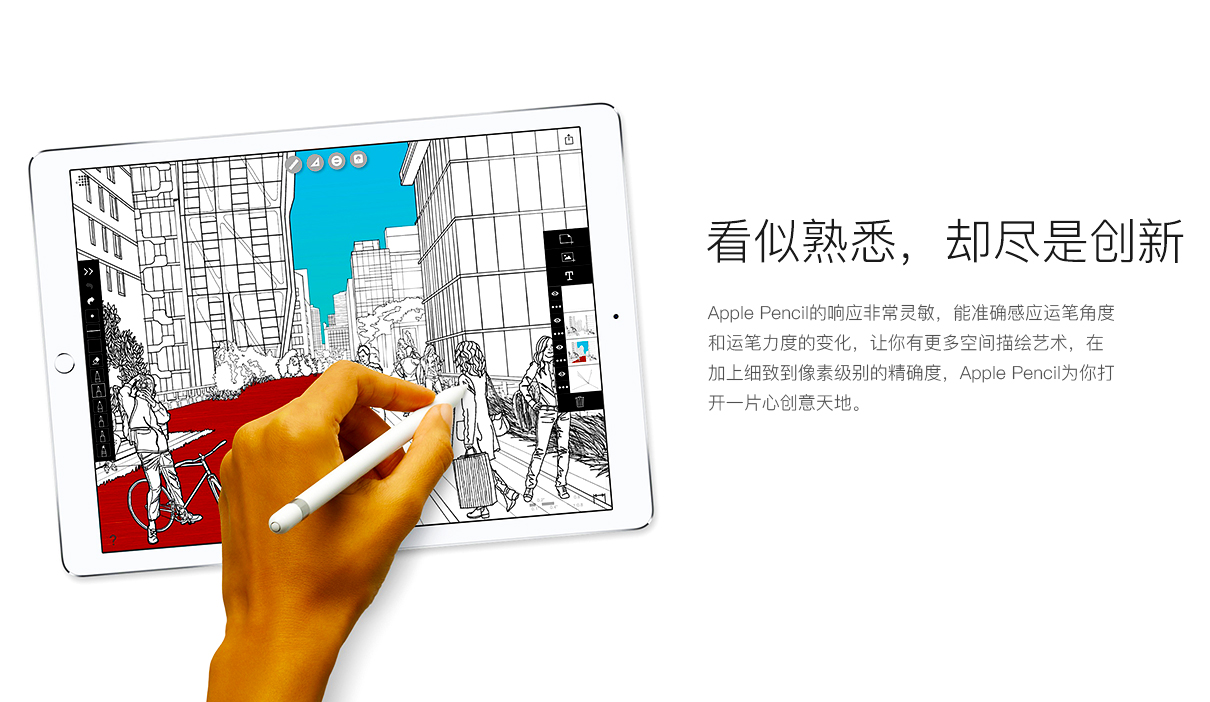 看似熟悉，却尽是创新
Apple Pencil的响应非常灵敏，能准确感应运笔角度
和运笔力度的变化，让你有更多空间描绘艺术，在
加上细致到像素级别的精确度，Apple Pencil为你打
开一片心创意天地。
T